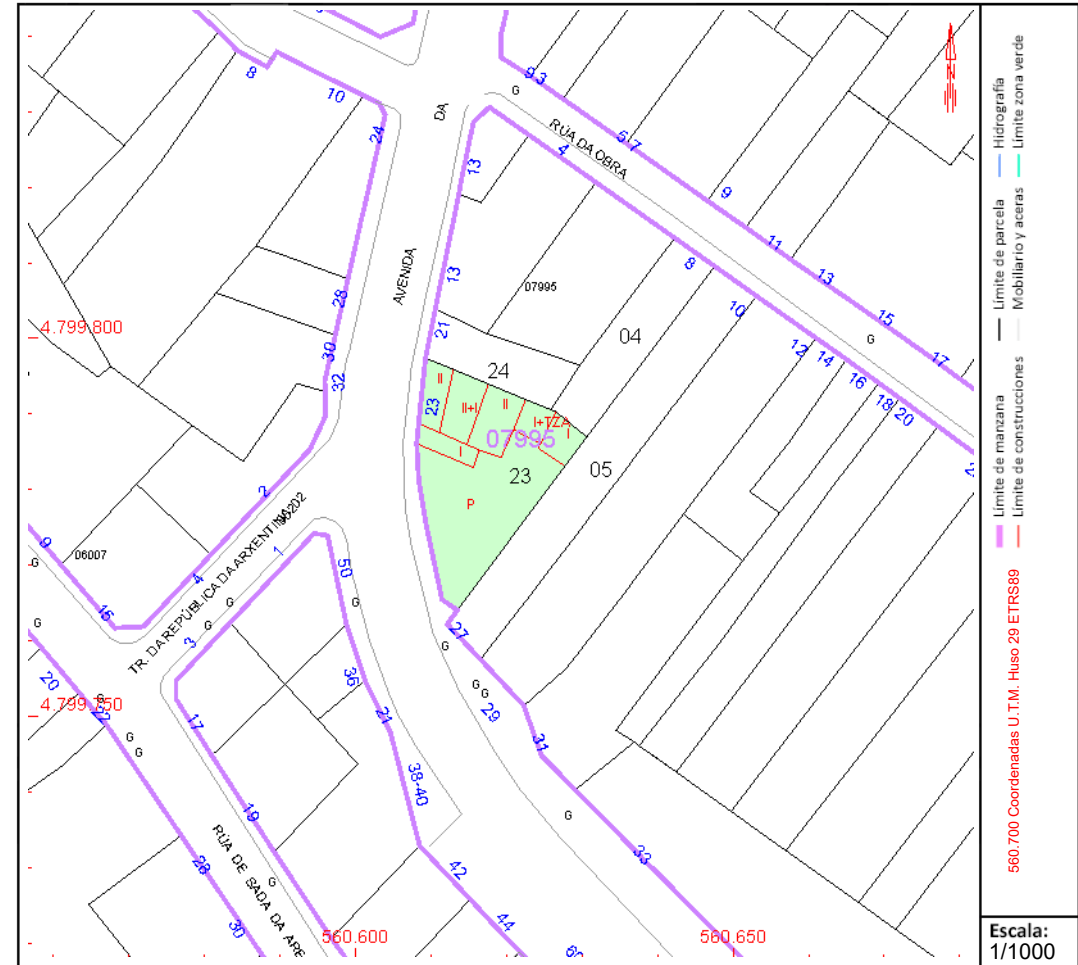 8
10
24
DA
G
9
3
RÚA DA OBRA
5-7
4
13
9
11
13
15
17
8
10
12
14
16
18
20
G
AVENIDA
13
07995
28
21
30
32
4.799.800
04
24
II
23
II+I
II
I+TZA
I
07995
I
23
05
P
2
95202
TR. DA REPÚBLICA DA ARXENTINA
06007
9
G
15
4
1
50
G
G
3
G
G
27
G
20
4.799.750
22
G
G
G
17
36
21
G
G
29
31
38-40
19
G
33
RÚA DE SADA DA
28
G
42
30
44
560.600
560.650
N
Hidrografía
Límite zona verde
Límite de parcela
Mobiliario y aceras
Límite de manzana
Límite de construcciones
560.700 Coordenadas U.T.M. Huso 29 ETRS89
Escala:
1/1000